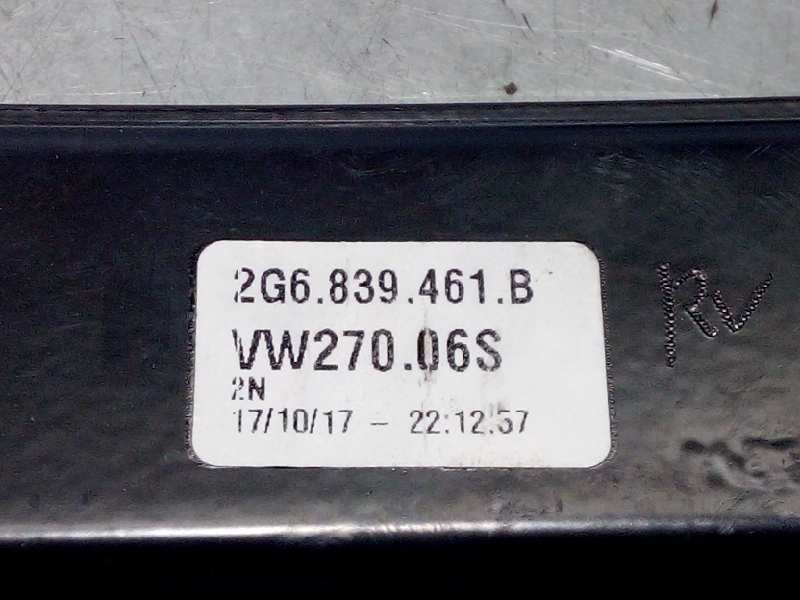 2G6.839.461.B
VW270.06S
2N
17/10/17 - 22:12:57
RV